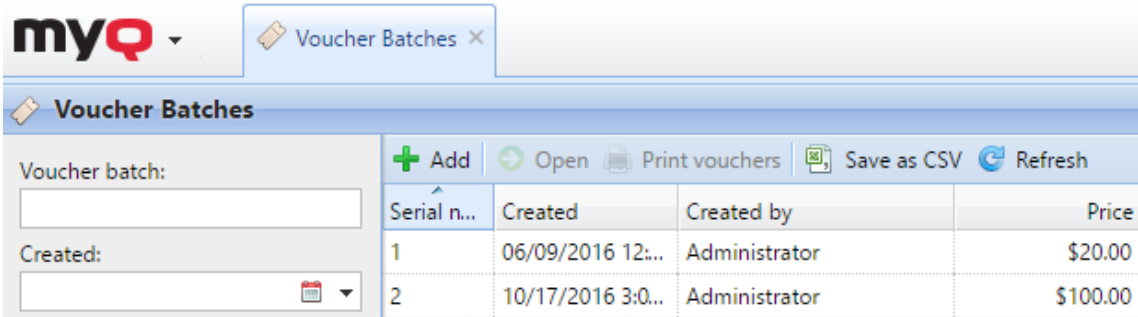 myQ
Voucher Batches
Voucher Batches
Voucher batch:
Created:
Add Open Print vouchers Save as CSV Refresh
Serial n... Created Created by Price
1 06/09/2016 12:... Administrator $20.00
2 10/17/2016 3:0... Administrator $100.00